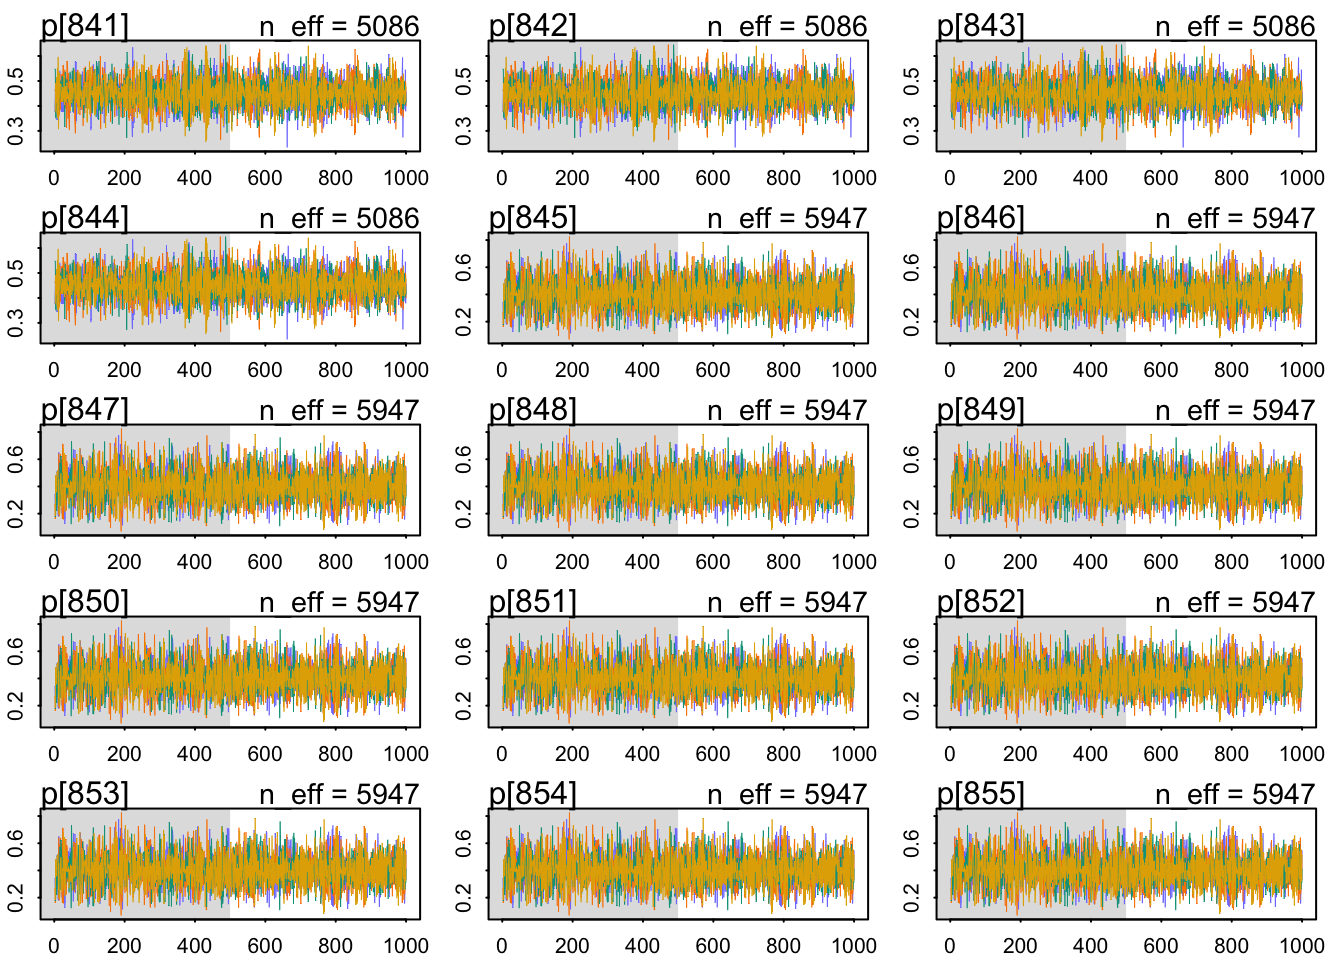 p[841] n_eff = 5086 p[842] n_eff = 5086 p[843] n_eff = 5086
0.5 0.5 0.5
0.3 0.3 0.3
0 200 400 600 800 1000 0 200 400 600 800 1000 0 200 400 600 800 1000
p[844] n_eff = 5086 p[845] n_eff = 5947 p[846] n_eff = 5947
0.5 0.6 0.6
0.3 0.2 0.2
0 200 400 600 800 1000 0 200 400 600 800 1000 0 200 400 600 800 1000
p[847] n_eff = 5947 p[848] n_eff = 5947 p[849] n_eff = 5947
0.6 0.6 0.6
0.2 0.2 0.2
0 200 400 600 800 1000 0 200 400 600 800 1000 0 200 400 600 800 1000
p[850] n_eff = 5947 p[851] n_eff = 5947 p[852] n_eff = 5947
0.6 0.6 0.6
0.2 0.2 0.2
0 200 400 600 800 1000 0 200 400 600 800 1000 0 200 400 600 800 1000
p[853] n_eff = 5947 p[854] n_eff = 5947 p[855] n_eff = 5947
0.6 0.6 0.6
0.2 0.2 0.2
0 200 400 600 800 1000 0 200 400 600 800 1000 0 200 400 600 800 1000